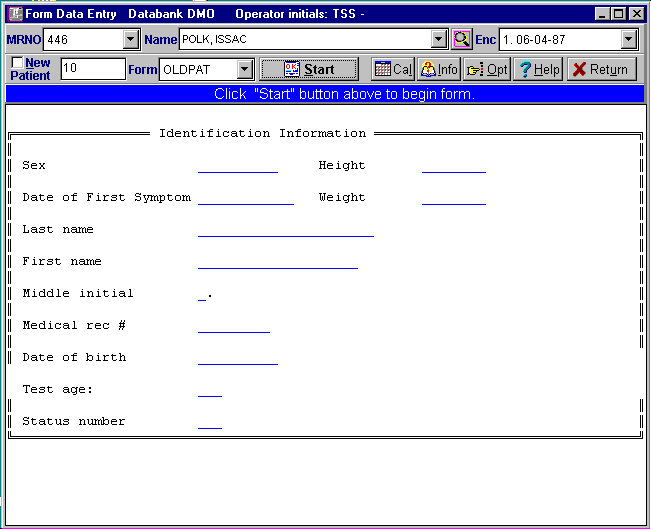 Form Data Entry Databank DMO Operator initials: TSS -
MRNO 446 Name POLK, ISSAC Enc 1. 06-04-87
New Patient 10 Form OLDPAT Start Cal Info Opt Help Return
Click "Start" button above to begin form.
Identification Information
Sex Height
Date of First Symptom Weight
Last name
First name
Middle initial .
Medical rec #
Date of birth
Test age:
Status number